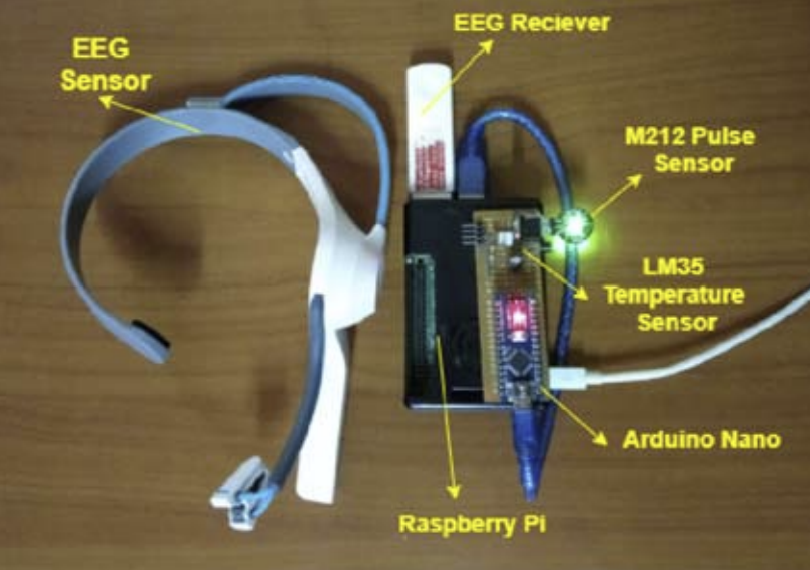 EEG Reciever
EEG
Sensor
M212 Pulse
Sensor
LM35
Temperature
Sensor
Arduino Nano
Raspberry Pi